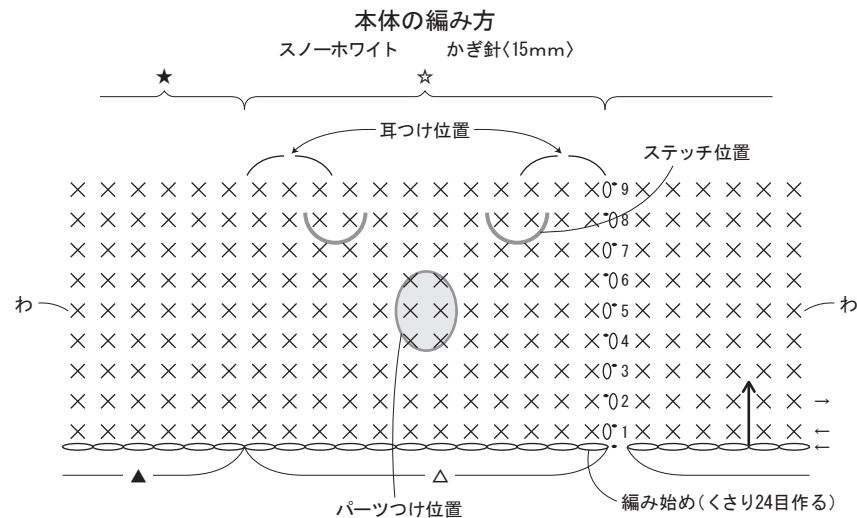 本体の編み方
スノーホワイト　かぎ針〈15mm〉
★
☆
耳つけ位置
ステッチ位置
9
8
7
6
わ
わ
5
4
3
2
→
1
←
←
▲
△
パーツつけ位置
編み始め(くさり24目作る)